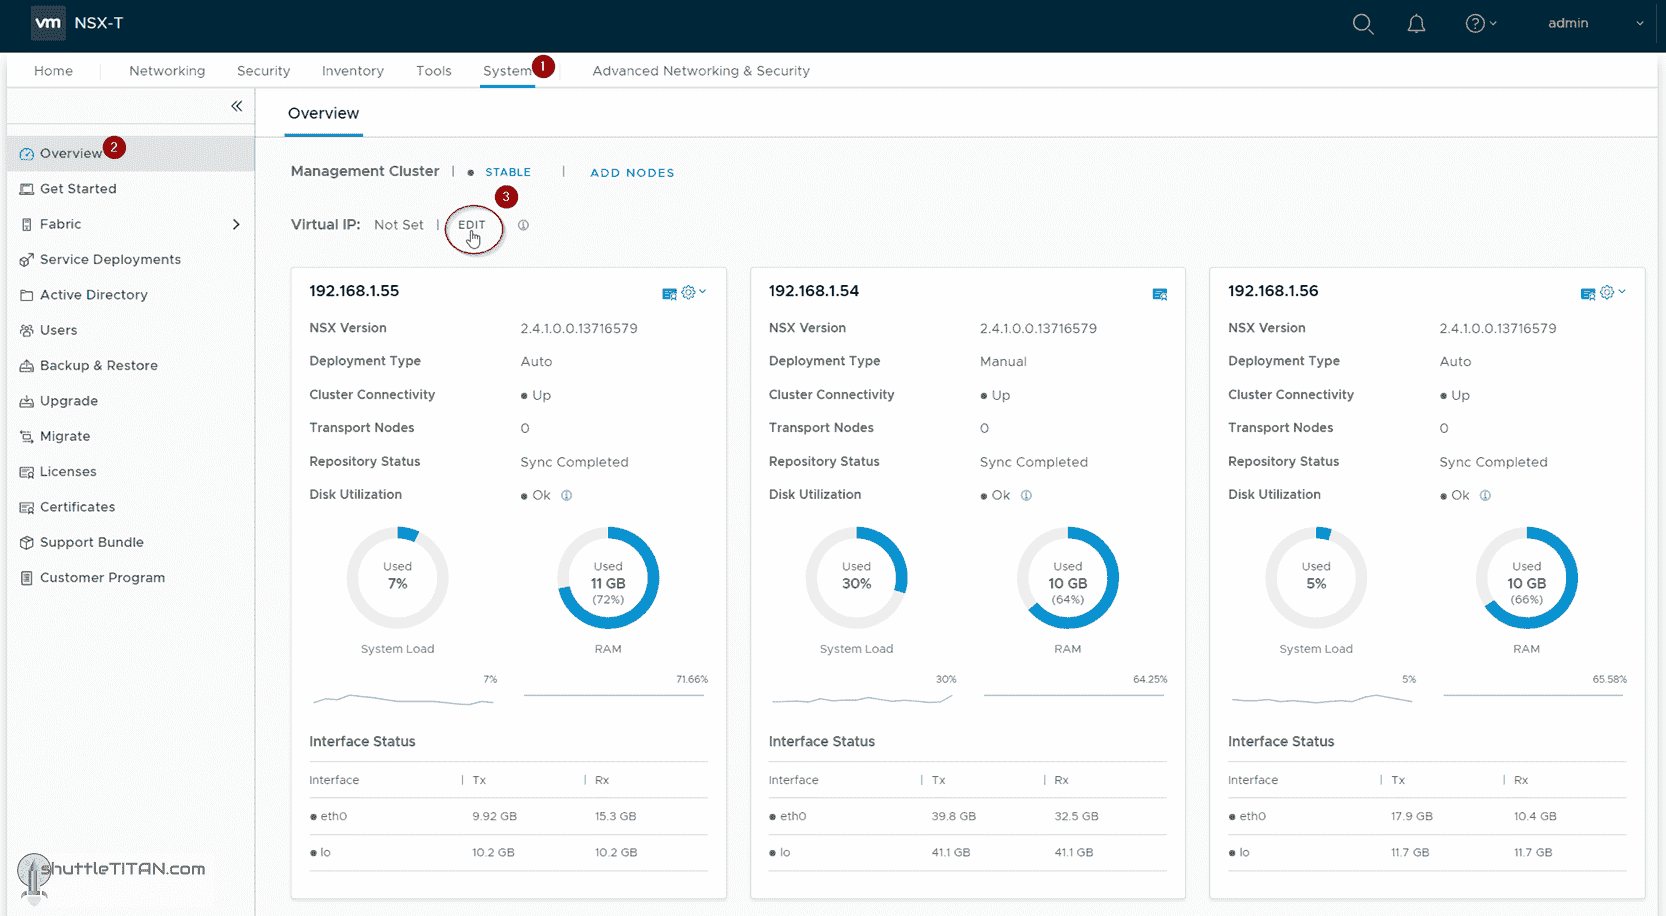 vm NSX-T
admin
Home Networking Security Inventory Tools System 1 Advanced Networking & Security
Overview 2
Get Started
Fabric
Service Deployments
Active Directory
Users
Backup & Restore
Upgrade
Migrate
Licenses
Certificates
Support Bundle
Customer Program
shuttleTITAN.com
Overview
Management Cluster | STABLE | ADD NODES
3
Virtual IP: Not Set | EDIT
192.168.1.55
NSX Version 2.4.1.0.0.13716579
Deployment Type Auto
Cluster Connectivity Up
Transport Nodes 0
Repository Status Sync Completed
Disk Utilization Ok
Used
7%
System Load
Used
11 GB
(72%)
RAM
7%
71.66%
Interface Status
Interface | Tx | Rx
eth0 9.92 GB 15.3 GB
lo 10.2 GB 10.2 GB
192.168.1.54
NSX Version 2.4.1.0.0.13716579
Deployment Type Manual
Cluster Connectivity Up
Transport Nodes 0
Repository Status Sync Completed
Disk Utilization Ok
Used
30%
System Load
Used
10 GB
(64%)
RAM
30%
64.25%
Interface Status
Interface | Tx | Rx
eth0 39.8 GB 32.5 GB
lo 41.1 GB 41.1 GB
192.168.1.56
NSX Version 2.4.1.0.0.13716579
Deployment Type Auto
Cluster Connectivity Up
Transport Nodes 0
Repository Status Sync Completed
Disk Utilization Ok
Used
5%
System Load
Used
10 GB
(66%)
RAM
5%
65.58%
Interface Status
Interface | Tx | Rx
eth0 17.9 GB 10.4 GB
lo 11.7 GB 11.7 GB